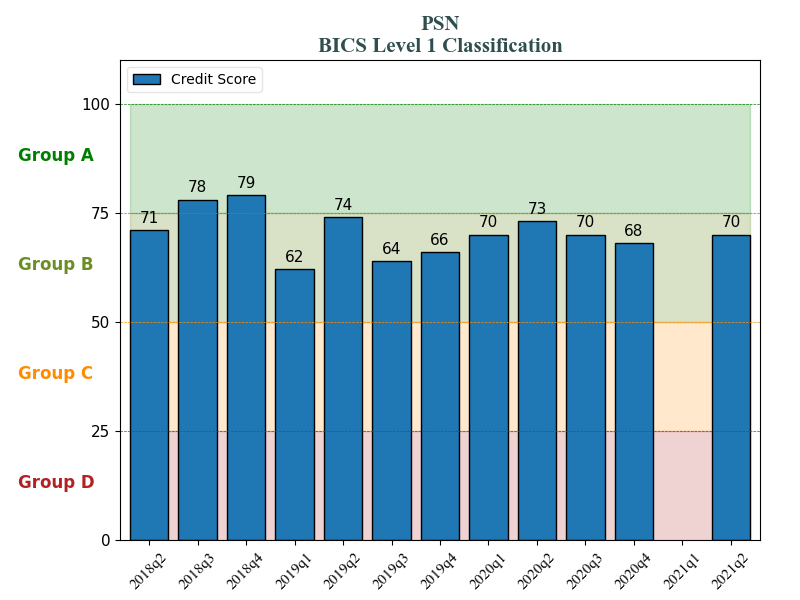 PSN
BICS Level 1 Classification
Credit Score
100
Group A
79
78
75
74
73
71
70
70
70
68
66
64
62
Group B
50
Group C
25
Group D
0
2018q2 2018q3 2018q4 2019q1 2019q2 2019q3 2019q4 2020q1 2020q2 2020q3 2020q4 2021q1 2021q2